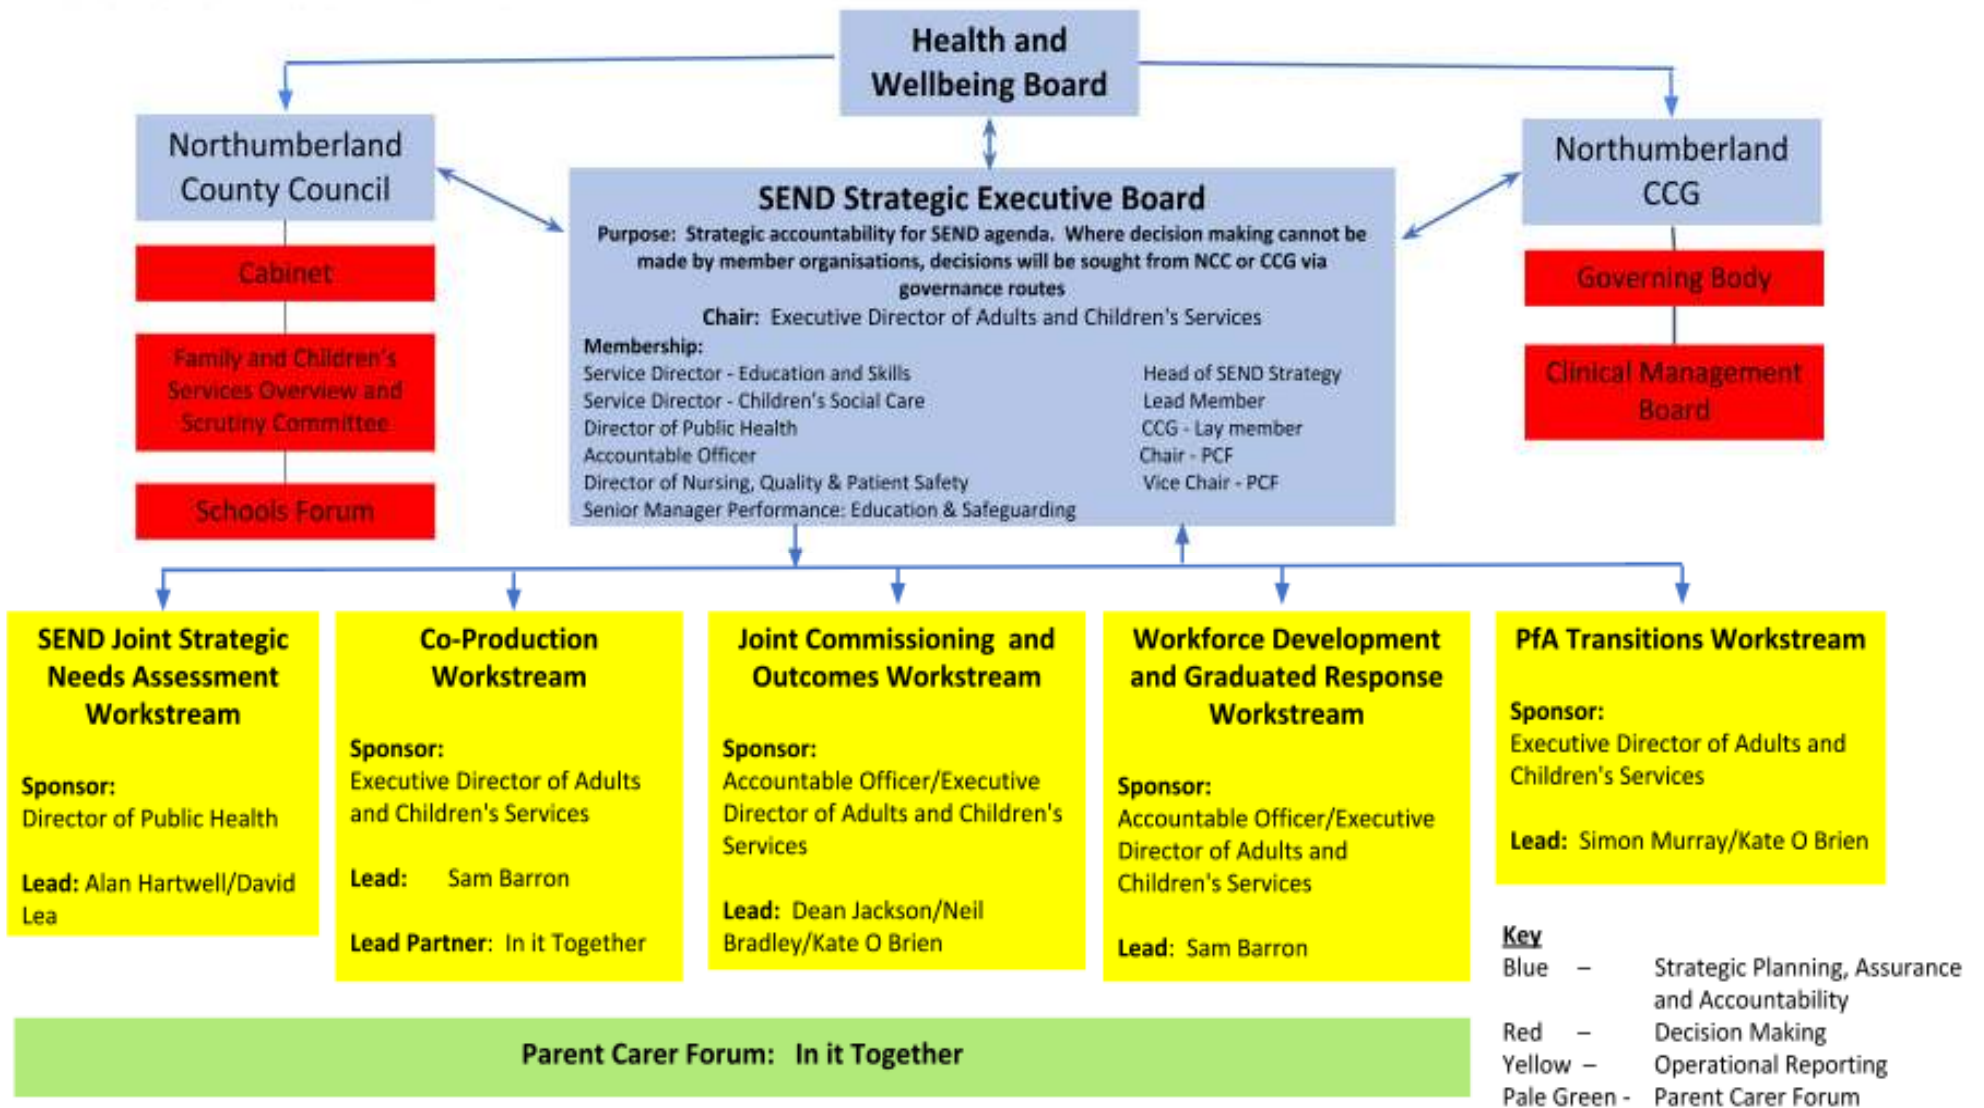 Health and
Wellbeing Board
Northumberland
County Council
Northumberland
CCG
SEND Strategic Executive Board
Purpose:  Strategic accountability for SEND agenda.  Where decision making cannot be
made by member organisations, decisions will be sought from NCC or CCG via
governance routes
Chair:  Executive Director of Adults and Children's Services
Membership:
Service Director - Education and Skills
Service Director - Children's Social Care
Director of Public Health
Accountable Officer
Director of Nursing, Quality & Patient Safety
Senior Manager Performance: Education & Safeguarding
Head of SEND Strategy
Lead Member
CCG - Lay member
Chair - PCF
Vice Chair - PCF
Cabinet
Family and Children's
Services Overview and
Scrutiny Committee
Schools Forum
Governing Body
Clinical Management
Board
SEND Joint Strategic
Needs Assessment
Workstream
Sponsor:
Director of Public Health
Lead: Alan Hartwell/David
Lea
Co-Production
Workstream
Sponsor:
Executive Director of Adults
and Children's Services
Lead:     Sam Barron
Lead Partner:  In it Together
Joint Commissioning  and
Outcomes Workstream
Sponsor:
Accountable Officer/Executive
Director of Adults and Children's
Services
Lead:  Dean Jackson/Neil
Bradley/Kate O Brien
Workforce Development
and Graduated Response
Workstream
Sponsor:
Accountable Officer/Executive
Director of Adults and
Children's Services
Lead:  Sam Barron
PfA Transitions Workstream
Sponsor:
Executive Director of Adults and
Children's Services
Lead:  Simon Murray/Kate O Brien
Parent Carer Forum:   In it Together
Key
Blue   –   Strategic Planning, Assurance
and Accountability
Red   –   Decision Making
Yellow  –   Operational Reporting
Pale Green -   Parent Carer Forum